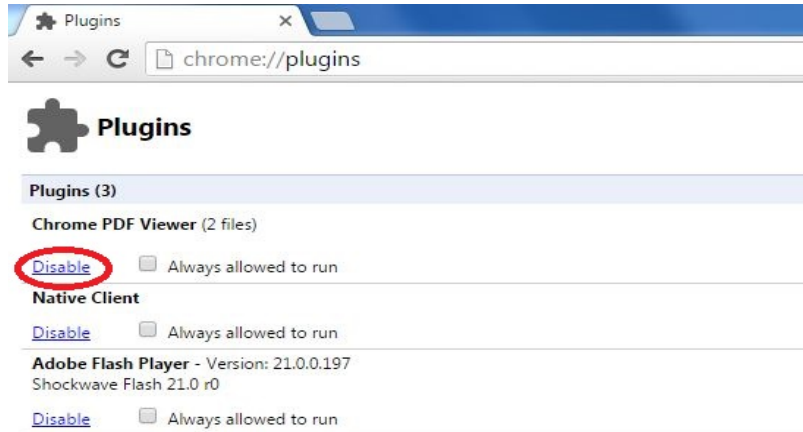 Plugins
chrome://plugins
Plugins
Plugins (3)
Chrome PDF Viewer (2 files)
Disable Always allowed to run
Native Client
Disable Always allowed to run
Adobe Flash Player - Version: 21.0.0.197
Shockwave Flash 21.0 r0
Disable Always allowed to run